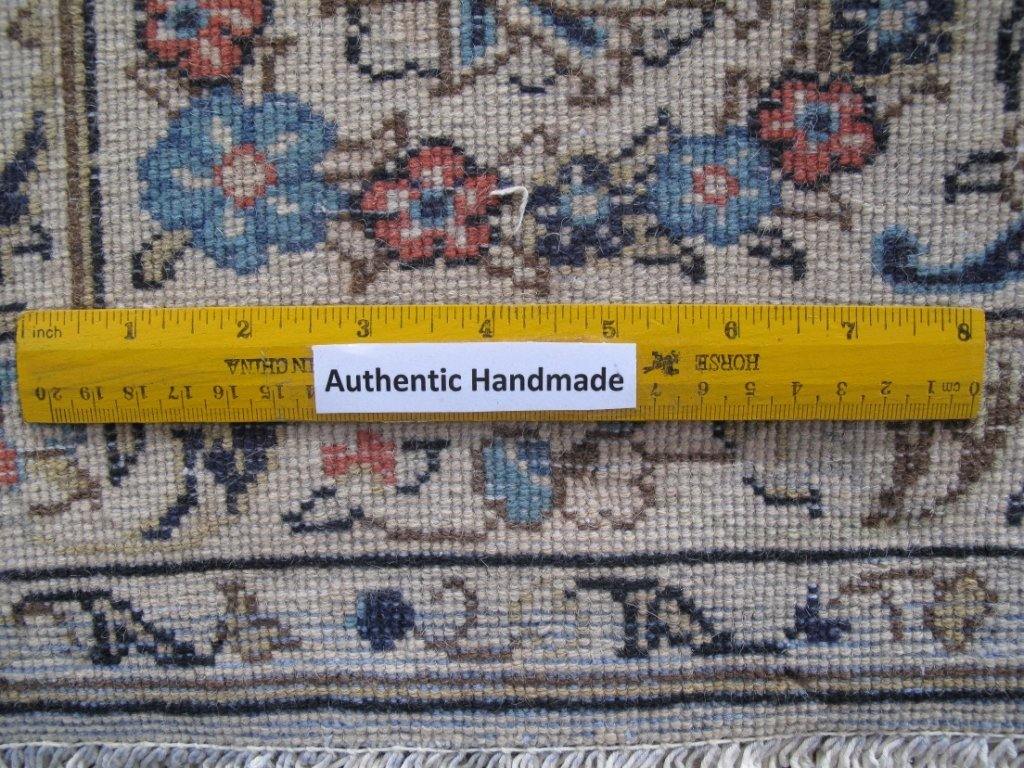 inch 1 2 3 4 5 6 7 8
HORSE IN CHINA
Authentic Handmade
0 1 cm 2 3 4 5 6 7 15 16 17 18 19 20